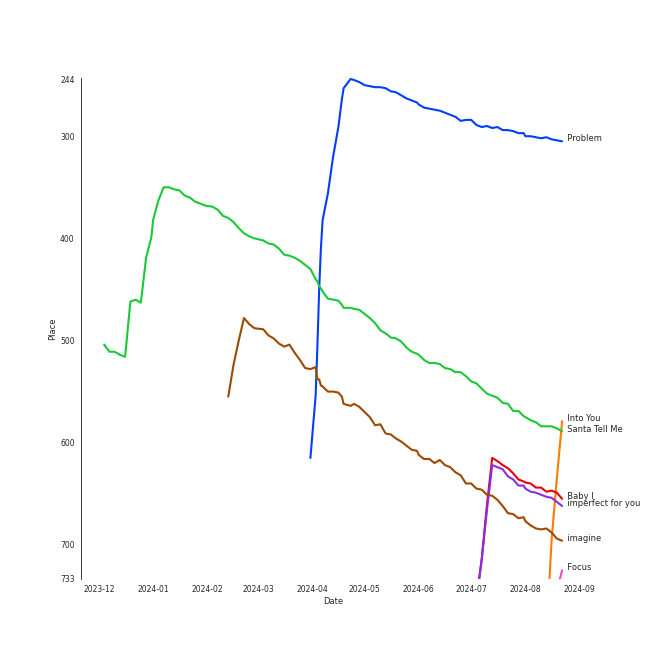 244
300
400
500
600
700
733
Place
2023-12
2024-01
2024-02
2024-03
2024-04
2024-05
2024-06
2024-07
2024-08
2024-09
Date
Problem
Into You
Santa Tell Me
Baby I
imperfect for you
imagine
Focus